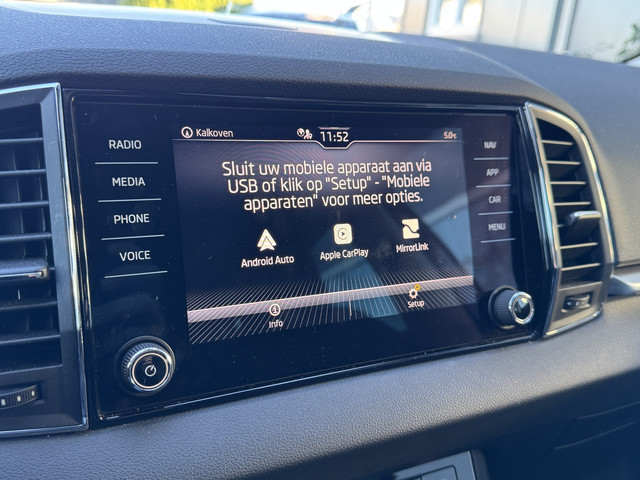 Kalkoven
11:52
5.0°C
RADIO
MEDIA
PHONE
VOICE
NAV
APP
CAR
MENU
Sluit uw mobiele apparaat aan via
USB of klik op "Setup" - "Mobiele
apparaten" voor meer opties.
Android Auto
Apple CarPlay
MirrorLink
Info
Setup